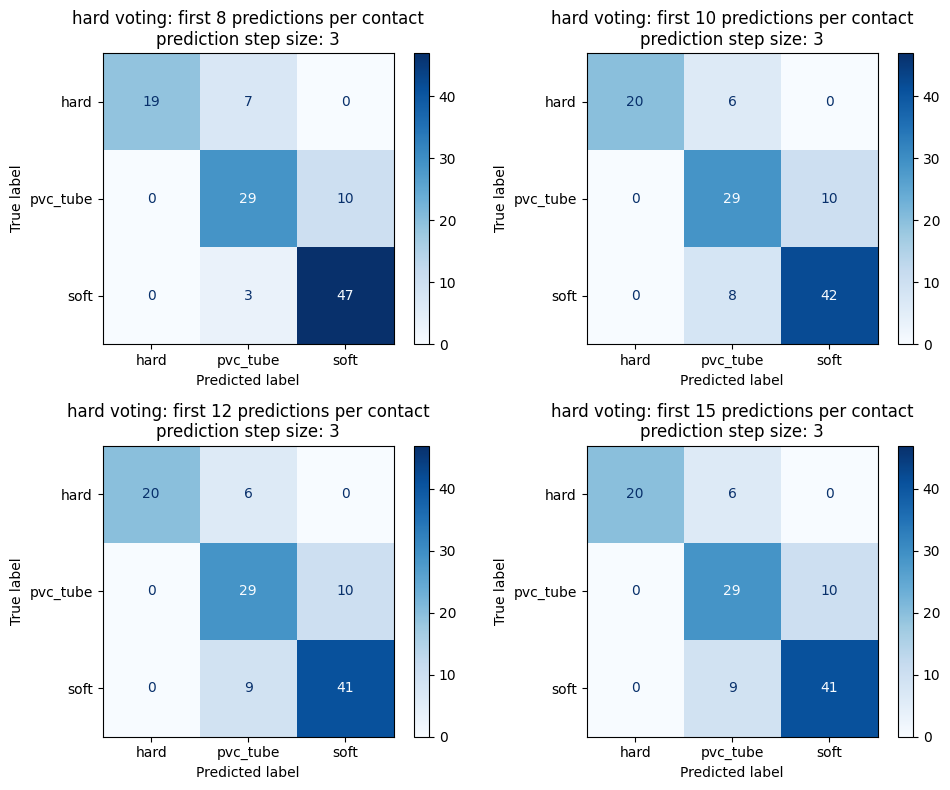 hard voting: first 8 predictions per contact
prediction step size: 3
hard 19 7 0
pvc_tube 0 29 10
soft 0 3 47
hard pvc_tube soft
Predicted label
True label
40
30
20
10
0
hard voting: first 10 predictions per contact
prediction step size: 3
hard 20 6 0
pvc_tube 0 29 10
soft 0 8 42
hard pvc_tube soft
Predicted label
True label
40
30
20
10
0
hard voting: first 12 predictions per contact
prediction step size: 3
hard 20 6 0
pvc_tube 0 29 10
soft 0 9 41
hard pvc_tube soft
Predicted label
True label
40
30
20
10
0
hard voting: first 15 predictions per contact
prediction step size: 3
hard 20 6 0
pvc_tube 0 29 10
soft 0 9 41
hard pvc_tube soft
Predicted label
True label
40
30
20
10
0